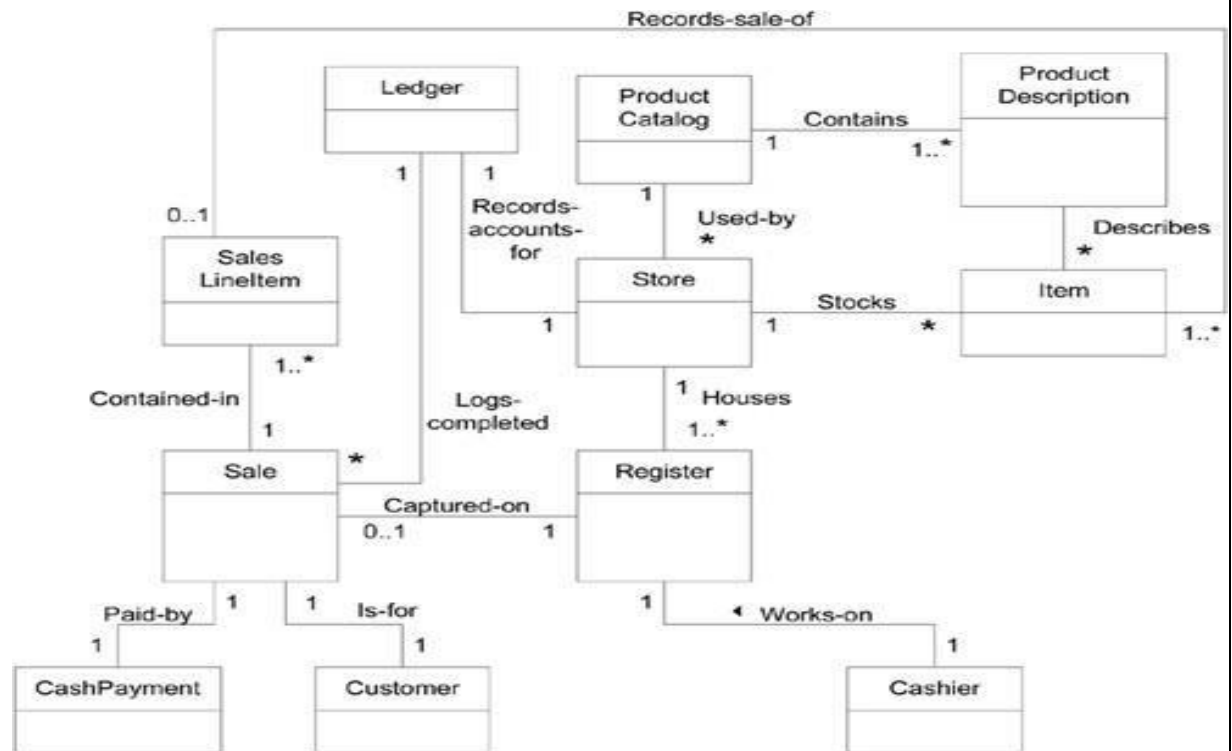 Records-sale-of
Ledger
Product
Catalog
Product
Description
Contains
1
1..*
1
1
1
Records-
accounts-
for
Used-by
*
Describes
*
0..1
Sales
LineItem
Store
Item
Stocks
1
1
*
1..*
1..*
Contained-in
1
Logs-
completed
*
1
Houses
1..*
Sale
Register
Captured-on
0..1
1
Paid-by
1
1
Is-for
1
Works-on
1
1
1
CashPayment
Customer
Cashier